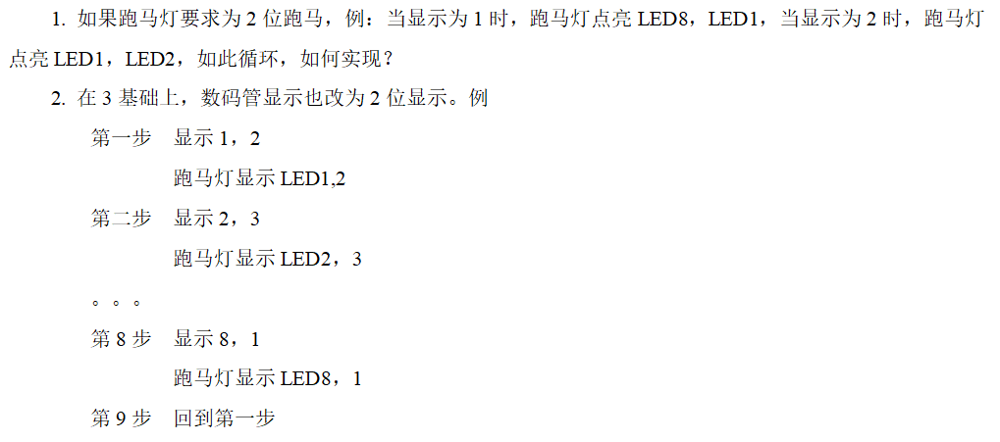 1. 如果跑马灯要求为 2 位跑马，例：当显示为 1 时，跑马灯点亮 LED8，LED1，当显示为 2 时，跑马灯
点亮 LED1，LED2，如此循环，如何实现？
2. 在 3 基础上，数码管显示也改为 2 位显示。例
第一步 显示 1，2
跑马灯显示 LED1,2
第二步 显示 2，3
跑马灯显示 LED2，3
。。。
第 8 步 显示 8，1
跑马灯显示 LED8，1
第 9 步 回到第一步